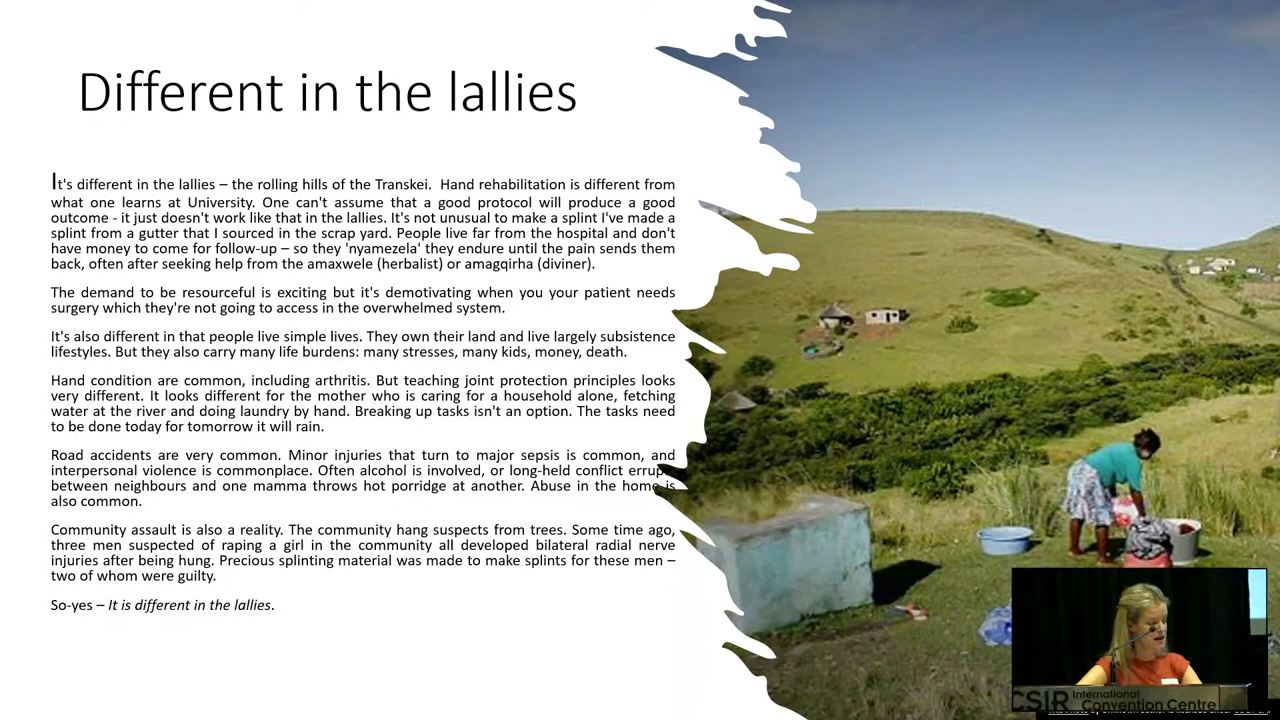 Different in the lallies
It's different in the lallies – the rolling hills of the Transkei. Hand rehabilitation is different from
what one learns at University. One can't assume that a good protocol will produce a good
outcome - it just doesn't work like that in the lallies. It's not unusual to make a splint I've made a
splint from a gutter that I sourced in the scrap yard. People live far from the hospital and don't
have money to come for follow-up – so they 'nyamezela' they endure until the pain sends them
back, often after seeking help from the amaxwele (herbalist) or amagqirha (diviner).
The demand to be resourceful is exciting but it's demotivating when you your patient needs
surgery which they're not going to access in the overwhelmed system.
It's also different in that people live simple lives. They own their land and live largely subsistence
lifestyles. But they also carry many life burdens: many stresses, many kids, money, death.
Hand condition are common, including arthritis. But teaching joint protection principles looks
very different. It looks different for the mother who is caring for a household alone, fetching
water at the river and doing laundry by hand. Breaking up tasks isn't an option. The tasks need
to be done today for tomorrow it will rain.
Road accidents are very common. Minor injuries that turn to major sepsis is common, and
interpersonal violence is commonplace. Often alcohol is involved, or long-held conflict
between neighbours and one mamma throws hot porridge at another. Abuse in the home is
also common.
Community assault is also a reality. The community hang suspects from trees. Some time ago,
three men suspected of raping a girl in the community all developed bilateral radial nerve
injuries after being hung. Precious splinting material was made to make splints for these men –
two of whom were guilty.
So-yes – It is different in the lallies.
CSIR International
Convention Centre